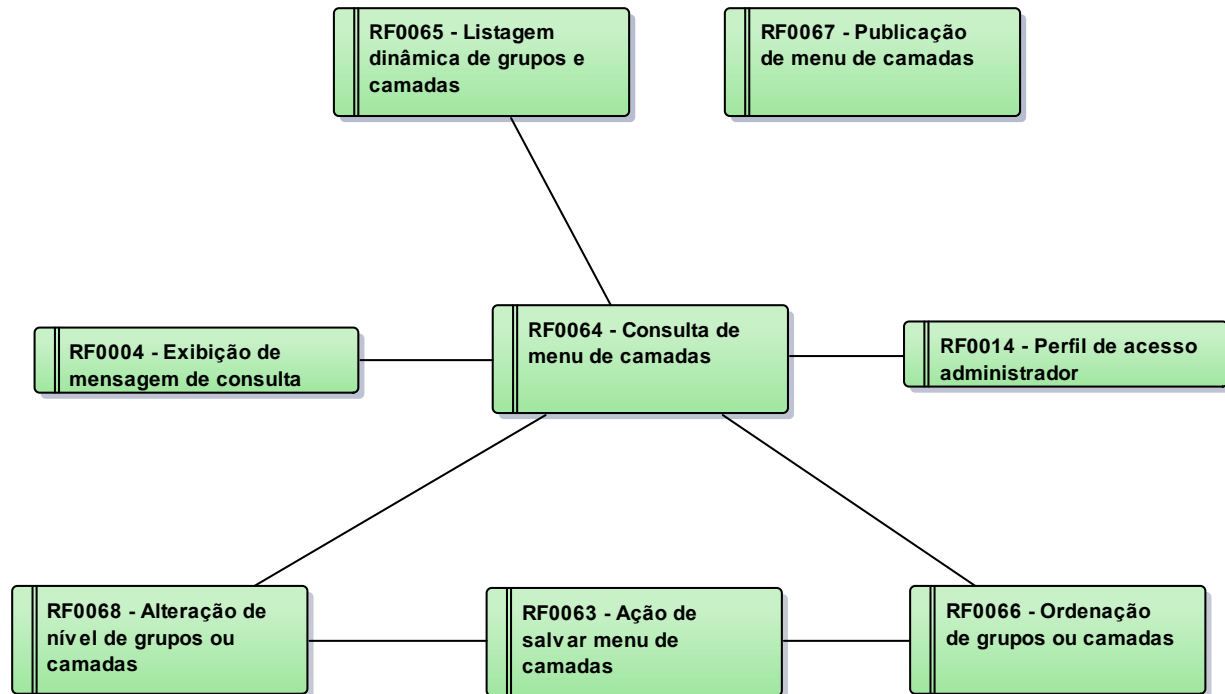 RF0065 - Listagem
dinâmica de grupos e
camadas
RF0067 - Publicação
de menu de camadas
RF0064 - Consulta de
menu de camadas
RF0004 - Exibição de
mensagem de consulta
RF0014 - Perfil de acesso
administrador
RF0068 - Alteração de
nível de grupos ou
camadas
RF0063 - Ação de
salvar menu de
camadas
RF0066 - Ordenação
de grupos ou camadas